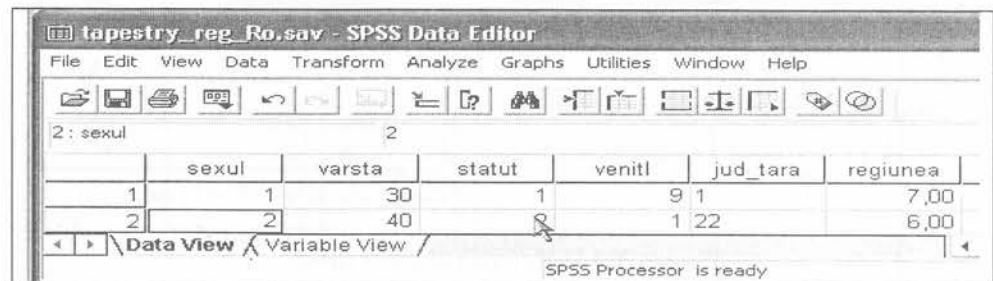 tapestry_reg_Ro.sav - SPSS Data Editor
File Edit View Data Transform Analyze Graphs Utilities Window Help
2 : sexul 2
sexul varsta statut venitl jud_tara regiunea
1 1 30 1 9 1 7,00
2 2 40 1 22 6,00
Data View Variable View
SPSS Processor is ready